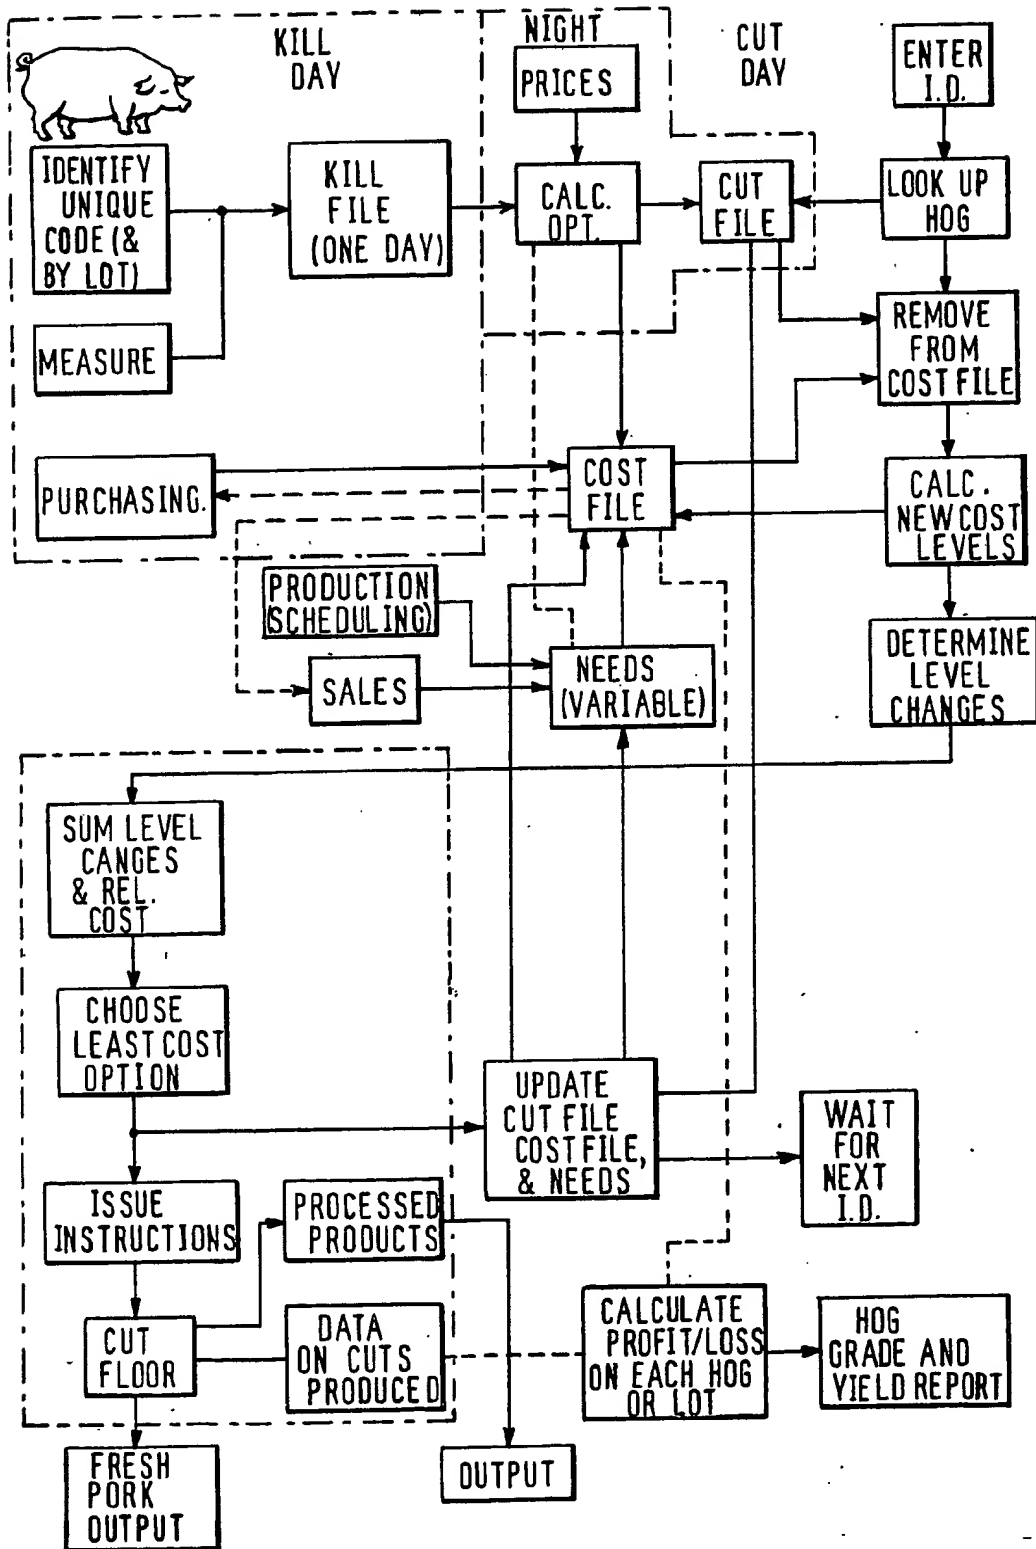 KILL
DAY
NIGHT
CUT
DAY
PRICES
ENTER
I.D.
IDENTIFY
UNIQUE
CODE (&
BY LOT)
KILL
FILE
(ONE DAY)
CALC.
OPT.
CUT
FILE
LOOK UP
HOG
MEASURE
REMOVE
FROM
COST FILE
PURCHASING.
COST
FILE
CALC.
NEW COST
LEVELS
PRODUCTION
(SCHEDULING)
SALES
NEEDS
(VARIABLE)
DETERMINE
LEVEL
CHANGES
SUM LEVEL
CANGES
& REL.
COST
CHOOSE
LEAST COST
OPTION
UPDATE
CUT FILE
COST FILE,
& NEEDS
WAIT
FOR
NEXT
I.D.
ISSUE
INSTRUCTIONS
PROCESSED
PRODUCTS
CUT
FLOOR
DATA
ON CUTS
PRODUCED
CALCULATE
PROFIT/LOSS
ON EACH HOG
OR LOT
HOG
GRADE AND
YIELD REPORT
FRESH
PORK
OUTPUT
OUTPUT